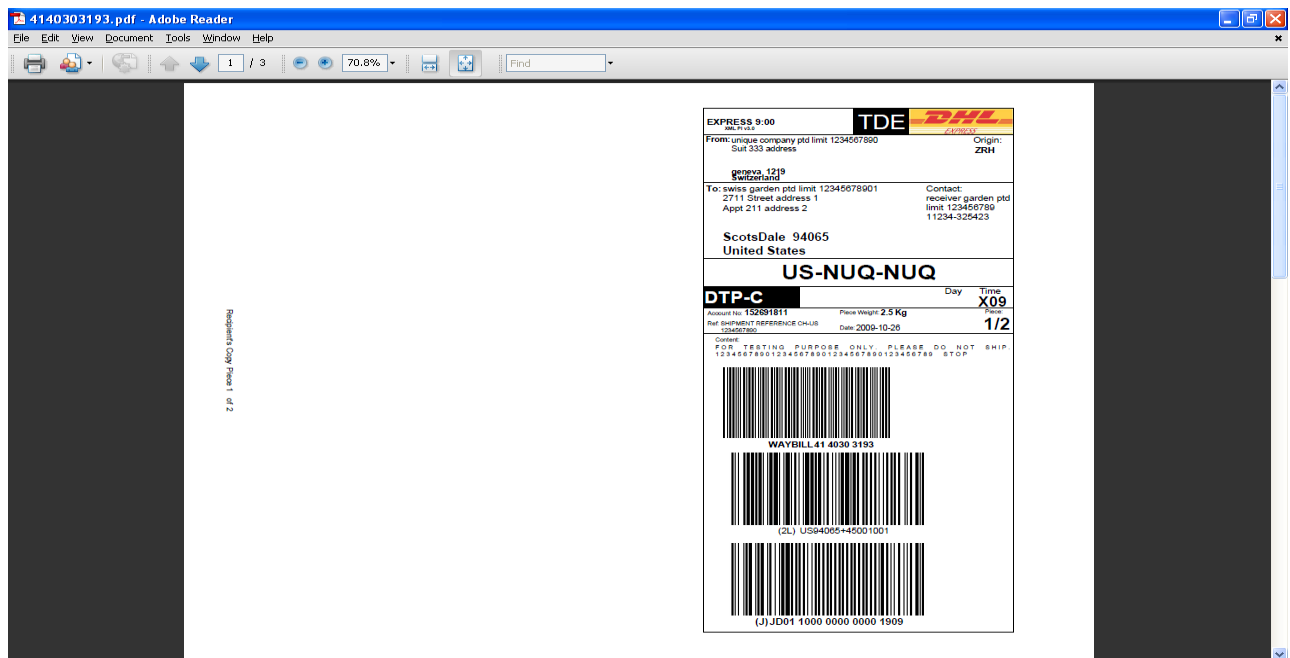 4140303193.pdf - Adobe Reader
File Edit View Document Tools Window Help
1 / 3 70.8% Find
EXPRESS 9:00
XML PI v3.0
TDE
DHL
EXPRESS
From: unique company ptd limit 1234567890
Suit 333 address
Origin:
ZRH
geneva, 1219
Switzerland
To: swiss garden ptd limit 12345678901
2711 Street address 1
Appt 211 address 2
Contact:
receiver garden ptd
limit 123456789
11234-325423
ScotsDale 94065
United States
US-NUQ-NUQ
DTP-C
Day Time
X09
Account No: 152691811
Piece Weight: 2.5 Kg
Piece:
Ref: SHIPMENT REFERENCE CH-US
1234567890
Date: 2009-10-26
1/2
Content:
FOR TESTING PURPOSE ONLY. PLEASE DO NOT SHIP.
1234567890123456789012345678901234567890123456789 STOP
WAYBILL 41 4030 3193
(2L) US94065+45001001
(J) JD01 1000 0000 0000 1909
Recipient's Copy Piece 1 of 2